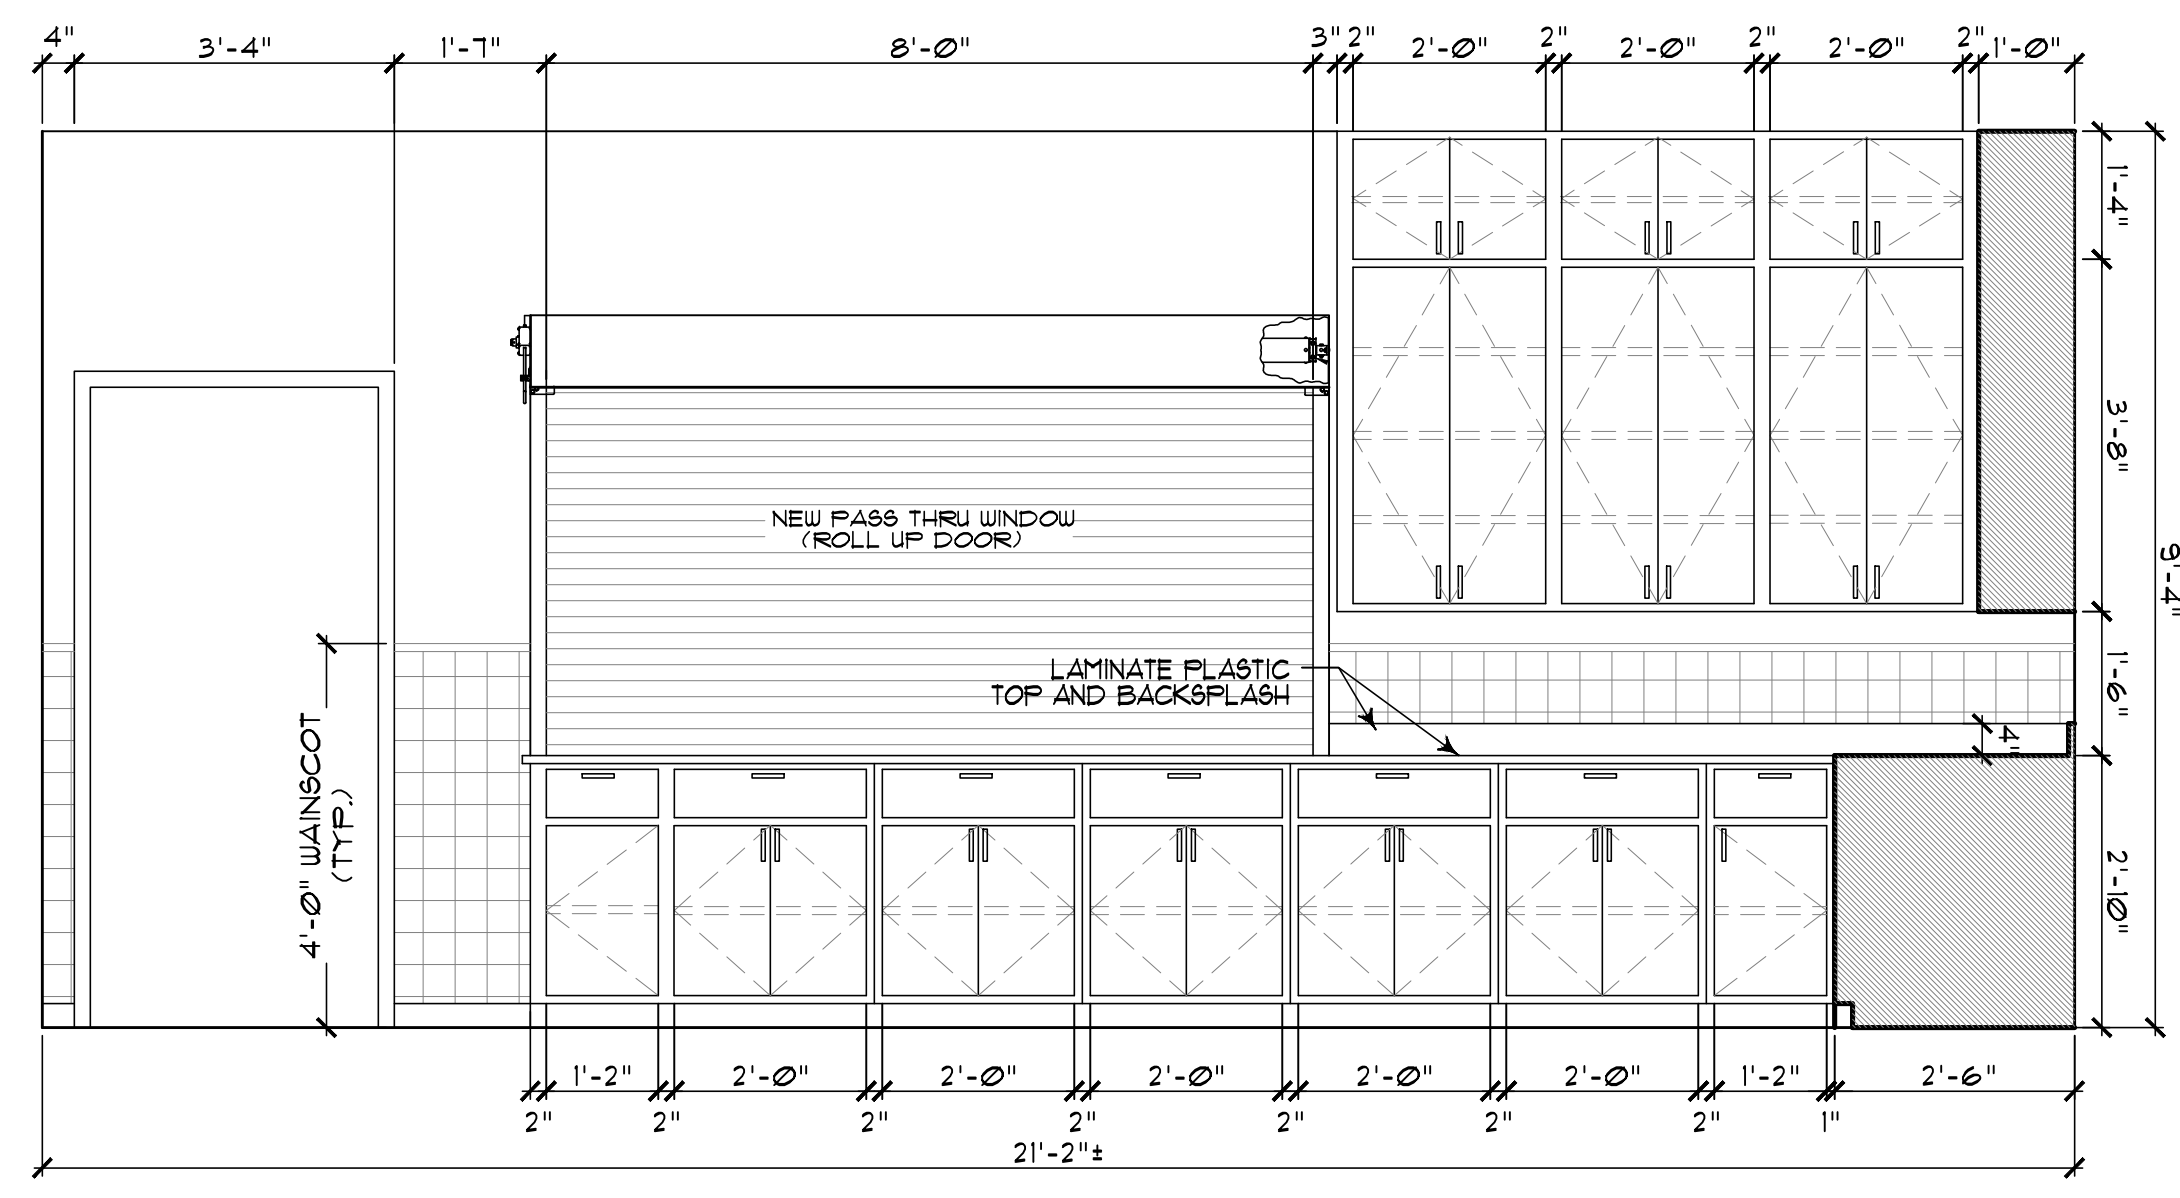 4" 3'-4" 1'-7" 8'-0" 3" 2" 2'-0" 2" 2'-0" 2" 2'-0" 2" 1'-0"
1'-4"
3'-8"
9'-4"
NEW PASS THRU WINDOW
(ROLL UP DOOR)
LAMINATE PLASTIC
TOP AND BACKSPLASH
1'-6"
4"
4'-0" WAINSCOT
(TYP.)
2'-10"
1'-2" 2'-0" 2'-0" 2'-0" 2'-0" 2'-0" 1'-2" 2'-6"
2" 2" 2" 2" 2" 2" 2" 1"
21'-2"±